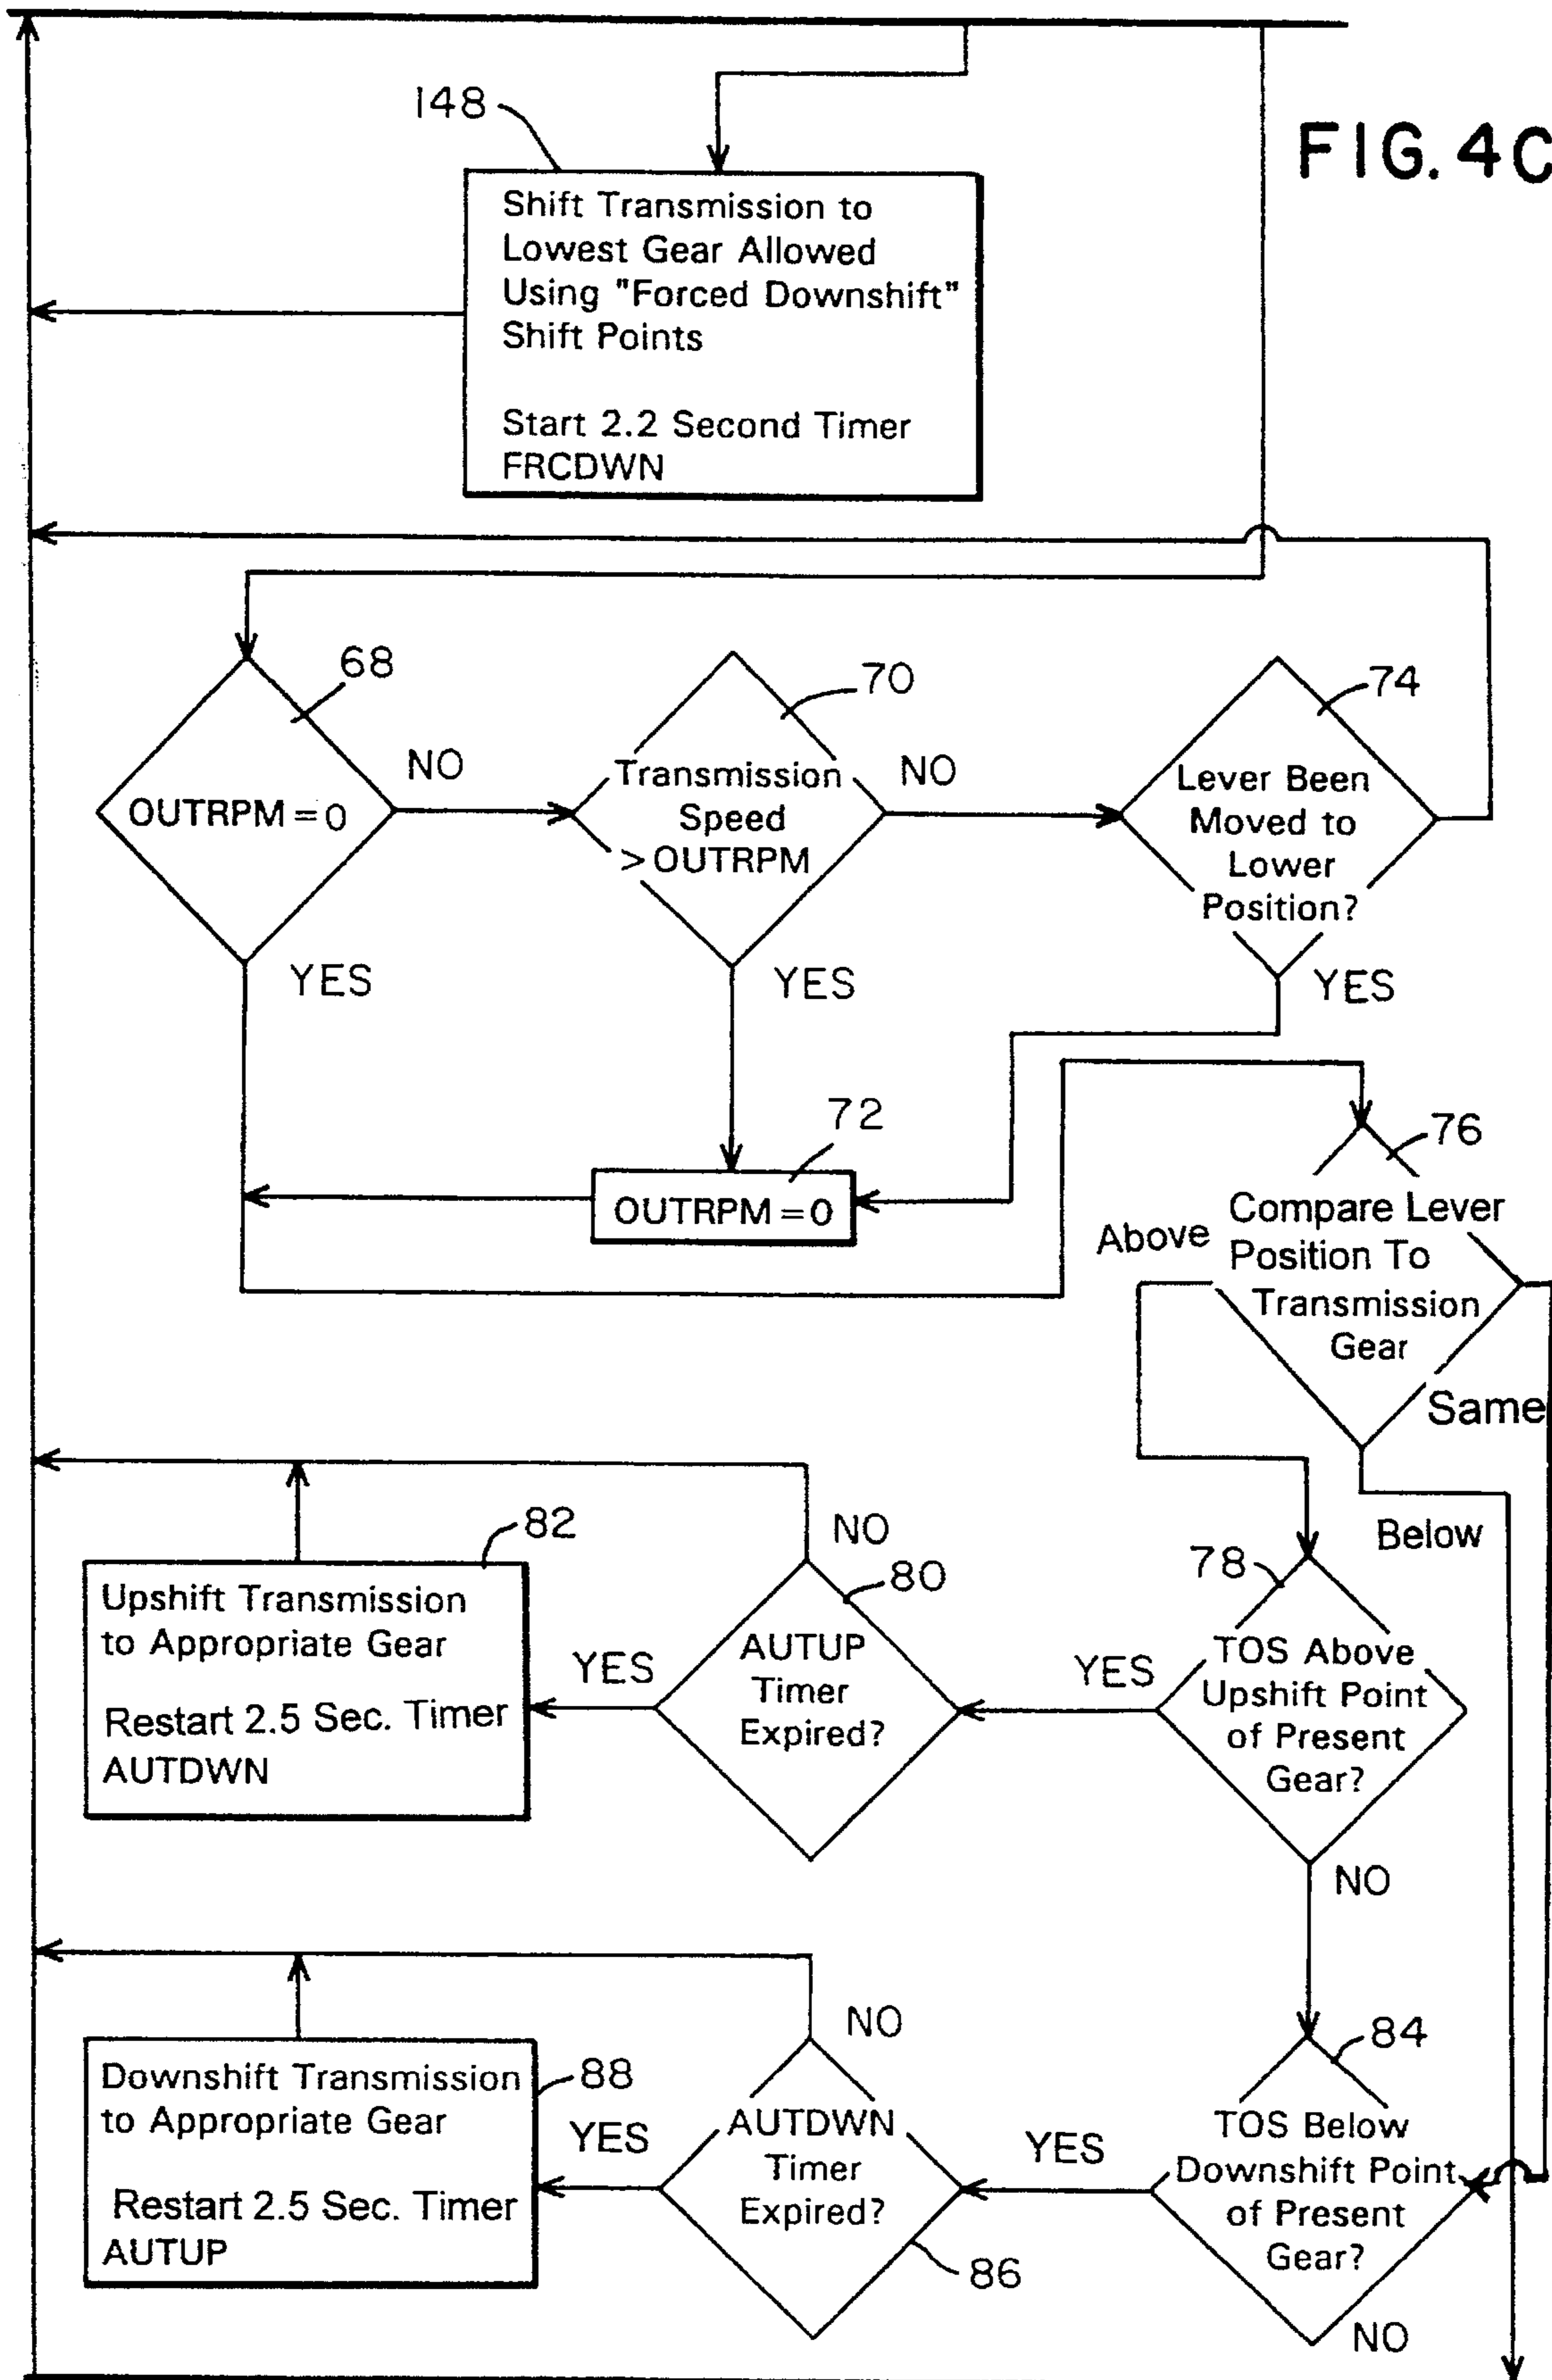 148
FIG. 4C
Shift Transmission to
Lowest Gear Allowed
Using "Forced Downshift"
Shift Points
Start 2.2 Second Timer
FRCDWN
68
70
74
OUTRPM = 0
NO
Transmission
Speed
> OUTRPM
NO
Lever Been
Moved to
Lower
Position?
YES
YES
YES
72
OUTRPM = 0
76
Above
Compare Lever
Position To
Transmission
Gear
Same
Below
82
Upshift Transmission
to Appropriate Gear
Restart 2.5 Sec. Timer
AUTDWN
YES
NO
80
AUTUP
Timer
Expired?
YES
78
TOS Above
Upshift Point
of Present
Gear?
NO
88
Downshift Transmission
to Appropriate Gear
Restart 2.5 Sec. Timer
AUTUP
YES
NO
AUTDWN
Timer
Expired?
86
YES
84
TOS Below
Downshift Point
of Present
Gear?
NO